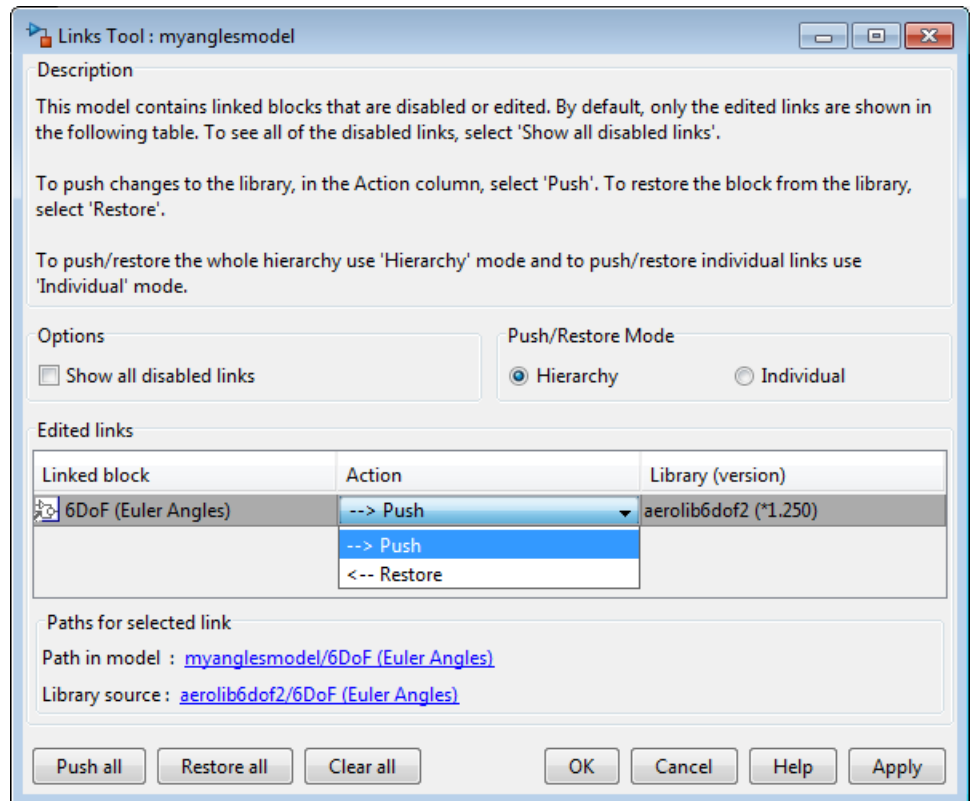 Links Tool : myanglesmodel
Description
This model contains linked blocks that are disabled or edited. By default, only the edited links are shown in
the following table. To see all of the disabled links, select 'Show all disabled links'.
To push changes to the library, in the Action column, select 'Push'. To restore the block from the library,
select 'Restore'.
To push/restore the whole hierarchy use 'Hierarchy' mode and to push/restore individual links use
'Individual' mode.
Options
Show all disabled links
Push/Restore Mode
Hierarchy Individual
Edited links
Linked block Action Library (version)
6DoF (Euler Angles) --> Push aerolib6dof2 (*1.250)
--> Push
<-- Restore
Paths for selected link
Path in model : myanglesmodel/6DoF (Euler Angles)
Library source : aerolib6dof2/6DoF (Euler Angles)
Push all Restore all Clear all OK Cancel Help Apply